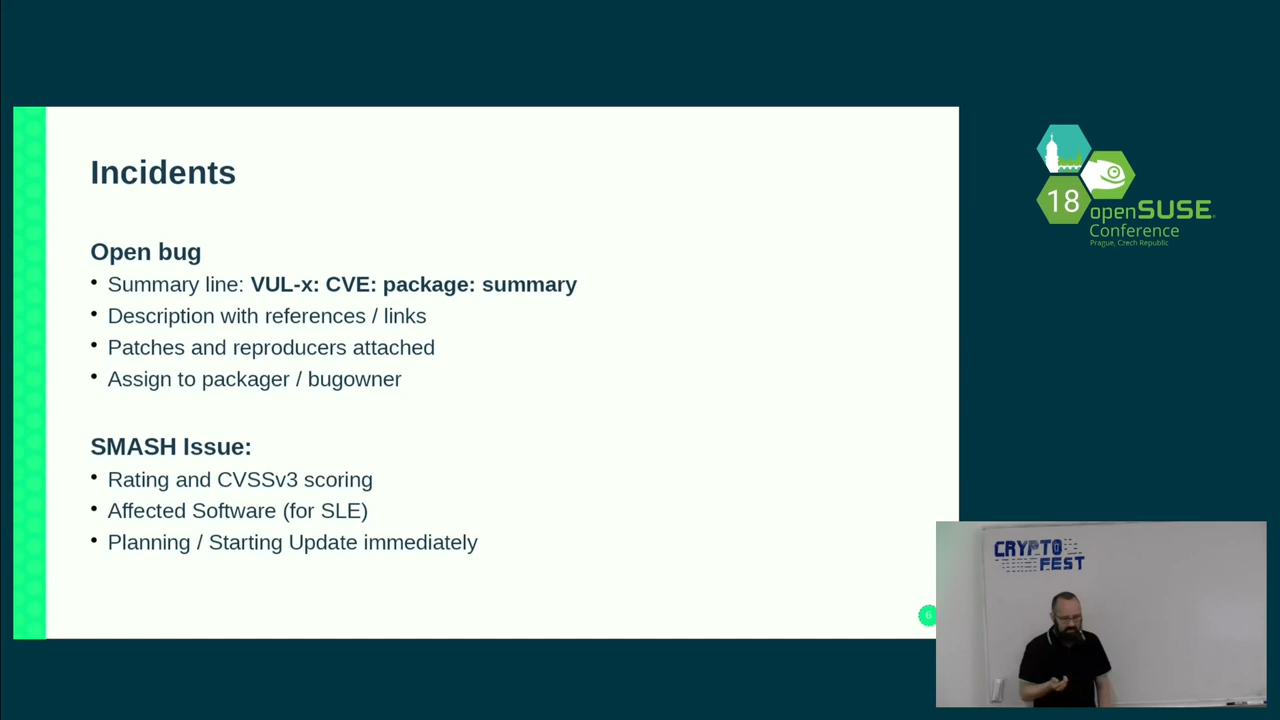 Incidents
Open bug
• Summary line: VUL-x: CVE: package: summary
• Description with references / links
• Patches and reproducers attached
• Assign to packager / bugowner
SMASH Issue:
• Rating and CVSSv3 scoring
• Affected Software (for SLE)
• Planning / Starting Update immediately
6
18
openSUSE
Conference
Prague, Czech Republic
CRYPTO
FEST